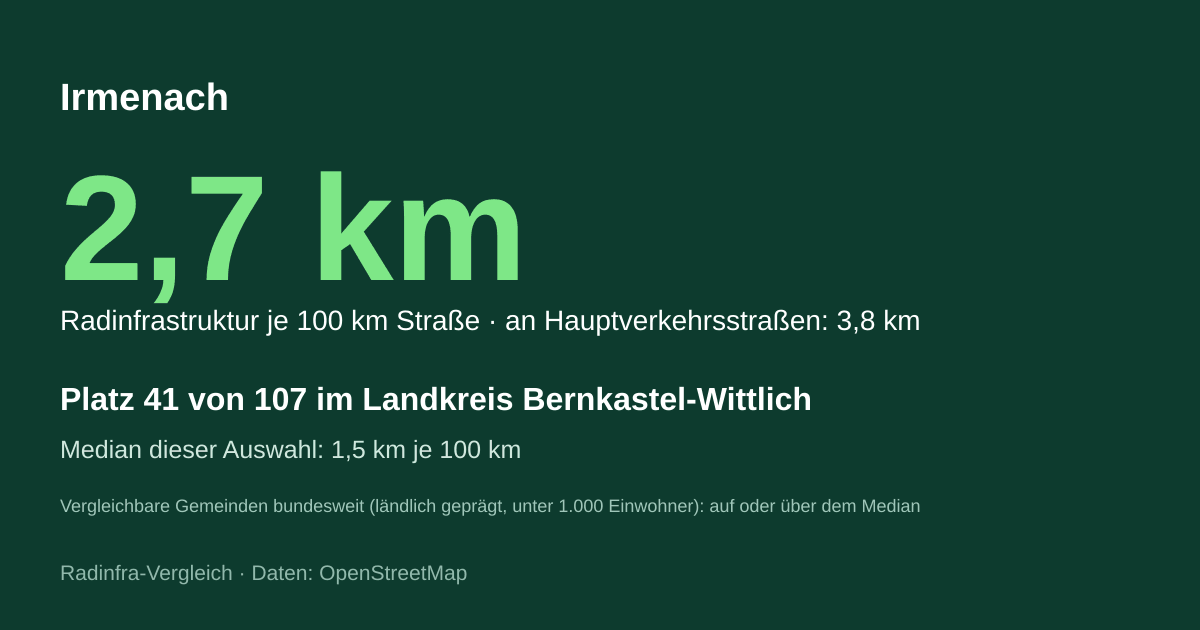 Irmenach
2,7 km
Radinfrastruktur je 100 km Straße · an Hauptverkehrsstraßen: 3,8 km
Platz 41 von 107 im Landkreis Bernkastel-Wittlich
Median dieser Auswahl: 1,5 km je 100 km
Vergleichbare Gemeinden bundesweit (ländlich geprägt, unter 1.000 Einwohner): auf oder über dem Median
Radinfra-Vergleich · Daten: OpenStreetMap